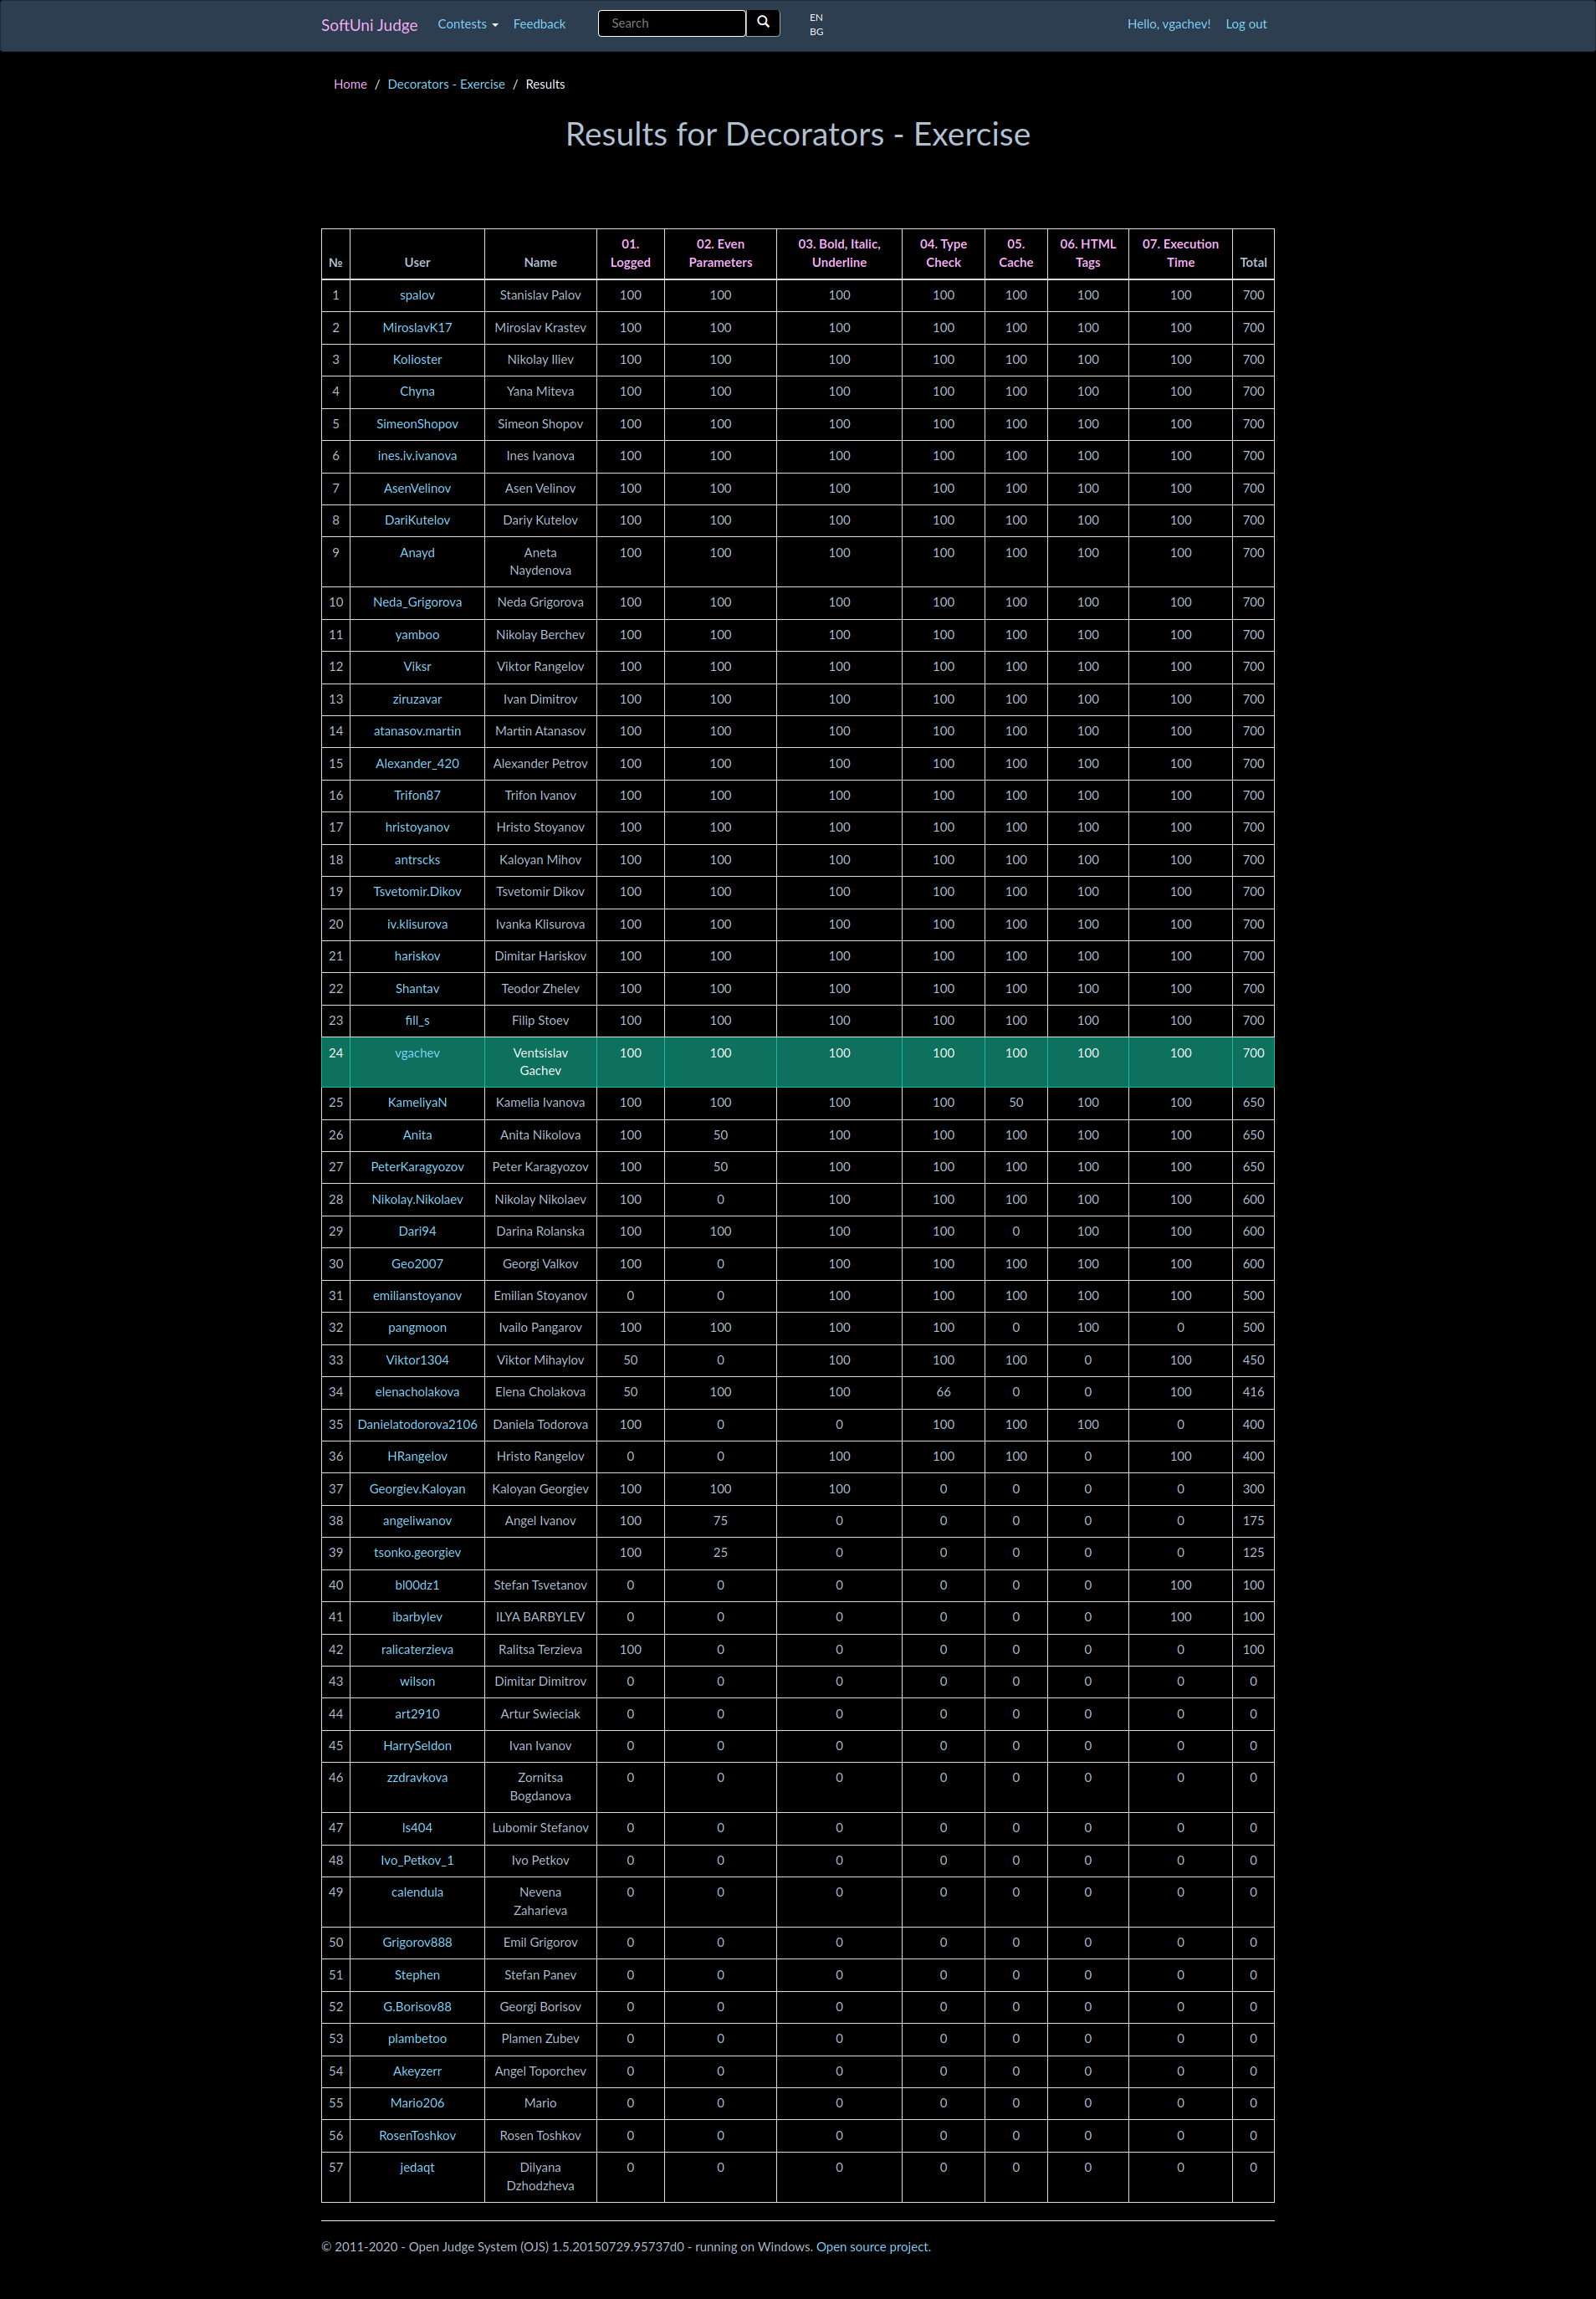 SoftUni Judge Contests Feedback Search EN BG Hello, vgachev! Log out
Home / Decorators - Exercise / Results
Results for Decorators - Exercise
№ User Name 01. Logged 02. Even Parameters 03. Bold, Italic, Underline 04. Type Check 05. Cache 06. HTML Tags 07. Execution Time Total
1 spalov Stanislav Palov 100 100 100 100 100 100 100 700
2 MiroslavK17 Miroslav Krastev 100 100 100 100 100 100 100 700
3 Kolioster Nikolay Iliev 100 100 100 100 100 100 100 700
4 Chyna Yana Miteva 100 100 100 100 100 100 100 700
5 SimeonShopov Simeon Shopov 100 100 100 100 100 100 100 700
6 ines.iv.ivanova Ines Ivanova 100 100 100 100 100 100 100 700
7 AsenVelinov Asen Velinov 100 100 100 100 100 100 100 700
8 DariKutelov Dariy Kutelov 100 100 100 100 100 100 100 700
9 Anayd Aneta Naydenova 100 100 100 100 100 100 100 700
10 Neda_Grigorova Neda Grigorova 100 100 100 100 100 100 100 700
11 yamboo Nikolay Berchev 100 100 100 100 100 100 100 700
12 Viksr Viktor Rangelov 100 100 100 100 100 100 100 700
13 ziruzavar Ivan Dimitrov 100 100 100 100 100 100 100 700
14 atanasov.martin Martin Atanasov 100 100 100 100 100 100 100 700
15 Alexander_420 Alexander Petrov 100 100 100 100 100 100 100 700
16 Trifon87 Trifon Ivanov 100 100 100 100 100 100 100 700
17 hristoyanov Hristo Stoyanov 100 100 100 100 100 100 100 700
18 antrscks Kaloyan Mihov 100 100 100 100 100 100 100 700
19 Tsvetomir.Dikov Tsvetomir Dikov 100 100 100 100 100 100 100 700
20 iv.klisurova Ivanka Klisurova 100 100 100 100 100 100 100 700
21 hariskov Dimitar Hariskov 100 100 100 100 100 100 100 700
22 Shantav Teodor Zhelev 100 100 100 100 100 100 100 700
23 fill_s Filip Stoev 100 100 100 100 100 100 100 700
24 vgachev Ventsislav Gachev 100 100 100 100 100 100 100 700
25 KameliyaN Kamelia Ivanova 100 100 100 100 50 100 100 650
26 Anita Anita Nikolova 100 50 100 100 100 100 100 650
27 PeterKaragyozov Peter Karagyozov 100 50 100 100 100 100 100 650
28 Nikolay.Nikolaev Nikolay Nikolaev 100 0 100 100 100 100 100 600
29 Dari94 Darina Rolanska 100 100 100 100 0 100 100 600
30 Geo2007 Georgi Valkov 100 0 100 100 100 100 100 600
31 emilianstoyanov Emilian Stoyanov 0 0 100 100 100 100 100 500
32 pangmoon Ivailo Pangarov 100 100 100 100 0 100 0 500
33 Viktor1304 Viktor Mihaylov 50 0 100 100 100 0 100 450
34 elenacholakova Elena Cholakova 50 100 100 66 0 0 100 416
35 Danielatodorova2106 Daniela Todorova 100 0 0 100 100 100 0 400
36 HRangelov Hristo Rangelov 0 0 100 100 100 0 100 400
37 Georgiev.Kaloyan Kaloyan Georgiev 100 100 100 0 0 0 0 300
38 angeliwanov Angel Ivanov 100 75 0 0 0 0 0 175
39 tsonko.georgiev 100 25 0 0 0 0 0 125
40 bl00dz1 Stefan Tsvetanov 0 0 0 0 0 0 100 100
41 ibarbylev ILYA BARBYLEV 0 0 0 0 0 0 100 100
42 ralicaterzieva Ralitsa Terzieva 100 0 0 0 0 0 0 100
43 wilson Dimitar Dimitrov 0 0 0 0 0 0 0 0
44 art2910 Artur Swieciak 0 0 0 0 0 0 0 0
45 HarrySeldon Ivan Ivanov 0 0 0 0 0 0 0 0
46 zzdravkova Zornitsa Bogdanova 0 0 0 0 0 0 0 0
47 ls404 Lubomir Stefanov 0 0 0 0 0 0 0 0
48 Ivo_Petkov_1 Ivo Petkov 0 0 0 0 0 0 0 0
49 calendula Nevena Zaharieva 0 0 0 0 0 0 0 0
50 Grigorov888 Emil Grigorov 0 0 0 0 0 0 0 0
51 Stephen Stefan Panev 0 0 0 0 0 0 0 0
52 G.Borisov88 Georgi Borisov 0 0 0 0 0 0 0 0
53 plambetoo Plamen Zubev 0 0 0 0 0 0 0 0
54 Akeyzerr Angel Toporchev 0 0 0 0 0 0 0 0
55 Mario206 Mario 0 0 0 0 0 0 0 0
56 RosenToshkov Rosen Toshkov 0 0 0 0 0 0 0 0
57 jedaqt Dilyana Dzhodzheva 0 0 0 0 0 0 0 0
© 2011-2020 - Open Judge System (OJS) 1.5.20150729.95737d0 - running on Windows. Open source project.